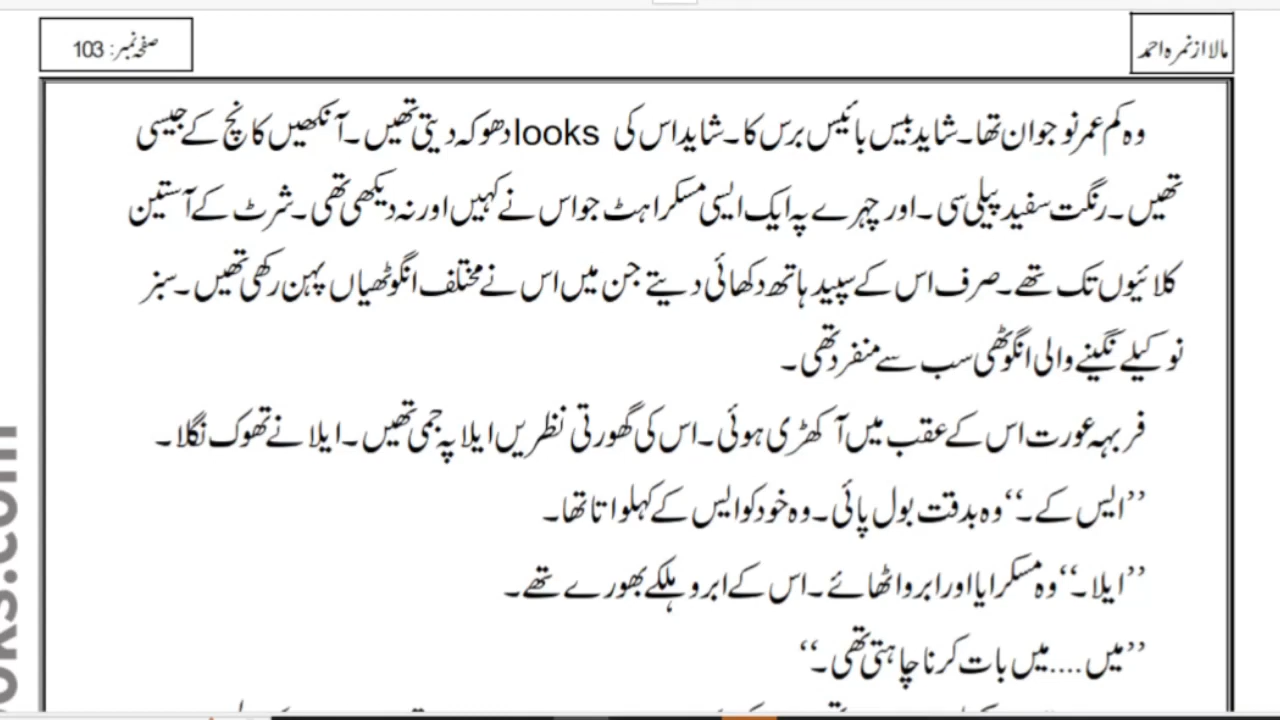 مالا از نمرہ احمد
صفحہ نمبر: 103
وہ کم عمر نوجوان تھا۔ شاید بیس بائیس برس کا۔ شاید اس کی looks دھوکہ دیتی تھیں۔ آنکھیں کانچ کے جیسی
تھیں۔ رنگت سفید پیلی سی۔ اور چہرے پہ ایک ایسی مسکراہٹ جو اس نے کہیں اور نہ دیکھی تھی۔ شرٹ کے آستین
کلائیوں تک تھے۔ صرف اس کے سپید ہاتھ دکھائی دیتے جن میں اس نے مختلف انگوٹھیاں پہن رکھی تھیں۔ سبز
نوکیلے نگینے والی انگوٹھی سب سے منفرد تھی۔
فربہہ عورت اس کے عقب میں آ کھڑی ہوئی۔ اس کی گھورتی نظریں ایلا پہ جمی تھیں۔ ایلا نے تھوک نگلا۔
”ایس کے۔“ وہ بدقت بول پائی۔ وہ خود کو ایس کے کہلواتا تھا۔
”ایلا۔“ وہ مسکرایا اور ابرو اٹھائے۔ اس کے ابرو ہلکے بھورے تھے۔
”میں.... میں بات کرنا چاہتی تھی۔“
oks.com